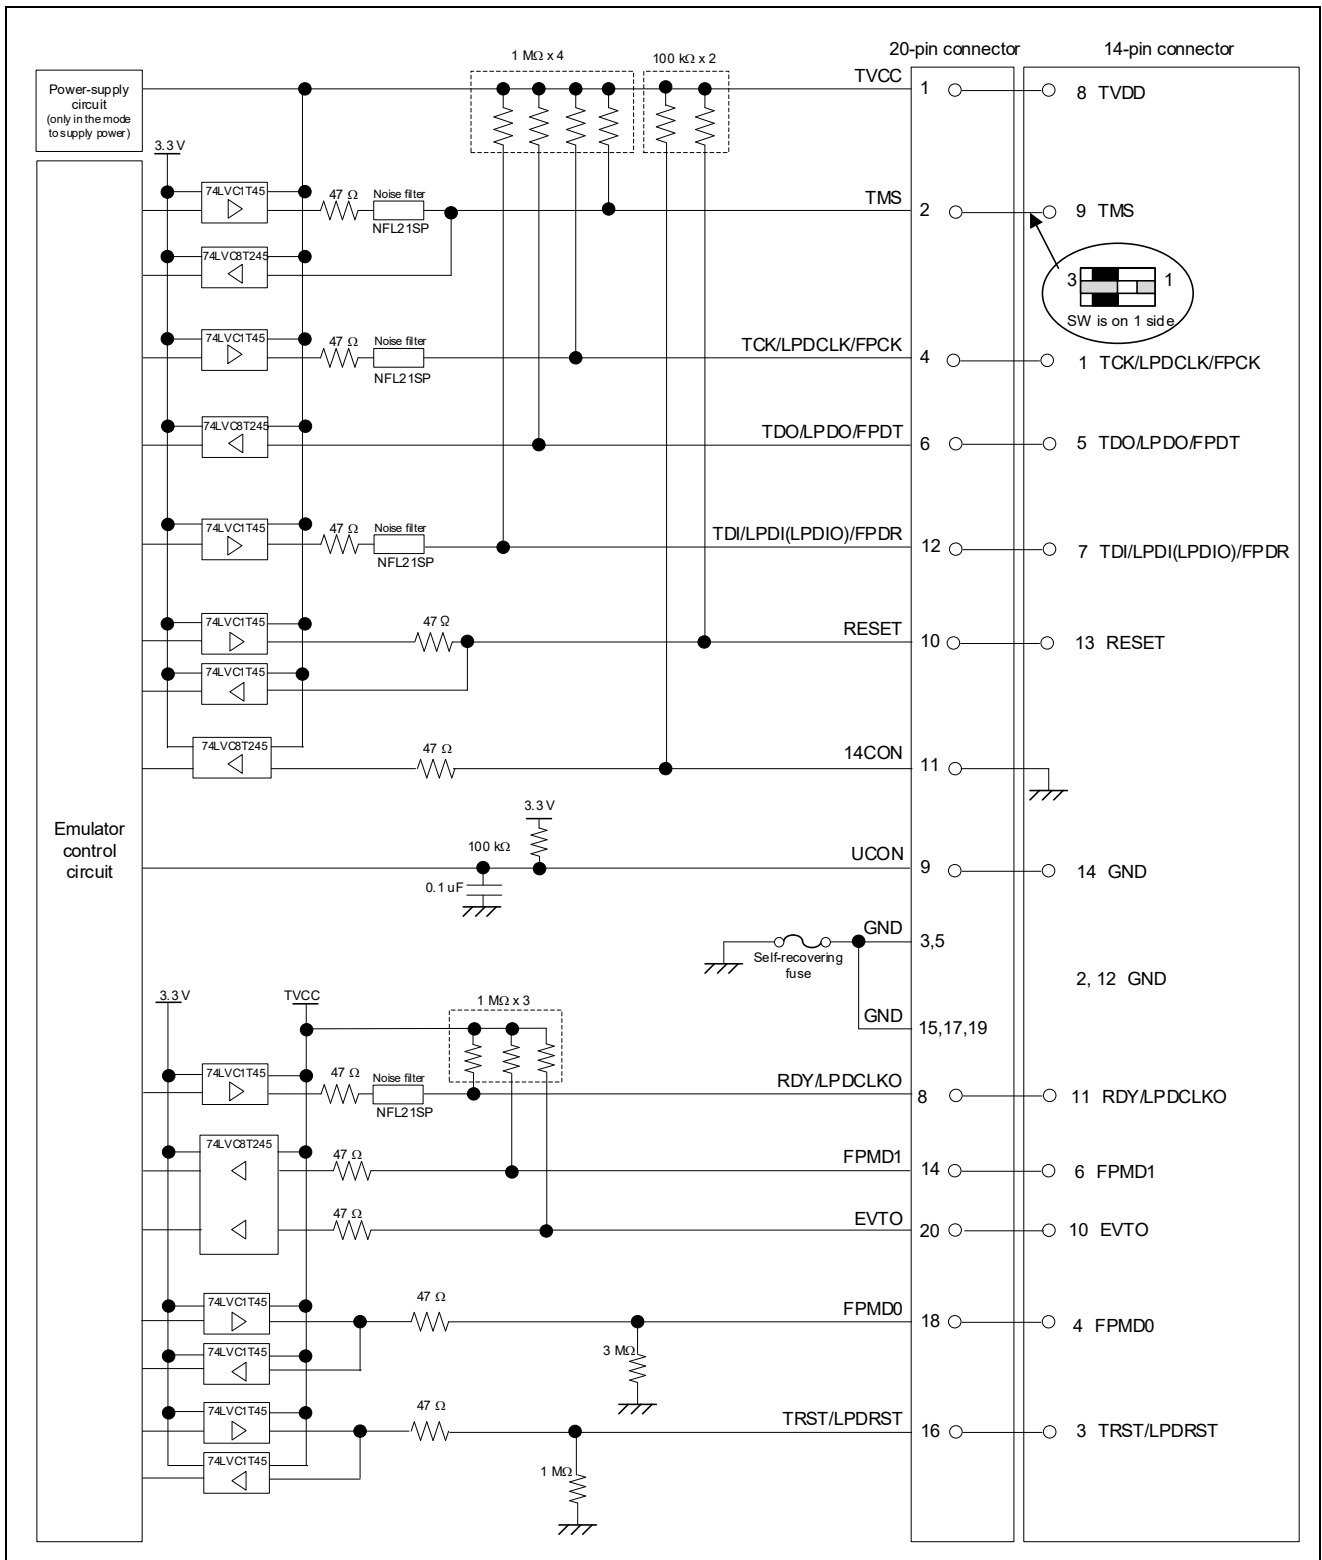 20-pin connector
14-pin connector
1 MΩ x 4
100 kΩ x 2
TVCC
1
8 TVDD
Power-supply
circuit
(only in the mode
to supply power)
3.3 V
74LVC1T45
47 Ω
Noise filter
NFL21SP
TMS
2
9 TMS
74LVC8T245
3
1
SW is on 1 side
74LVC1T45
47 Ω
Noise filter
NFL21SP
TCK/LPDCLK/FPCK
4
1 TCK/LPDCLK/FPCK
74LVC8T245
TDO/LPDO/FPDT
6
5 TDO/LPDO/FPDT
74LVC1T45
47 Ω
Noise filter
NFL21SP
TDI/LPDI(LPDIO)/FPDR
12
7 TDI/LPDI(LPDIO)/FPDR
74LVC1T45
47 Ω
RESET
10
13 RESET
74LVC1T45
74LVC8T245
47 Ω
14CON
11
Emulator
control
circuit
3.3 V
100 kΩ
0.1 uF
UCON
9
14 GND
GND
3,5
Self-recovering
fuse
2, 12 GND
GND
15,17,19
3.3 V
TVCC
1 MΩ x 3
74LVC1T45
47 Ω
Noise filter
NFL21SP
RDY/LPDCLKO
8
11 RDY/LPDCLKO
74LVC8T245
47 Ω
FPMD1
14
6 FPMD1
47 Ω
EVTO
20
10 EVTO
74LVC1T45
47 Ω
FPMD0
18
4 FPMD0
74LVC1T45
3 MΩ
74LVC1T45
47 Ω
TRST/LPDRST
16
3 TRST/LPDRST
74LVC1T45
1 MΩ